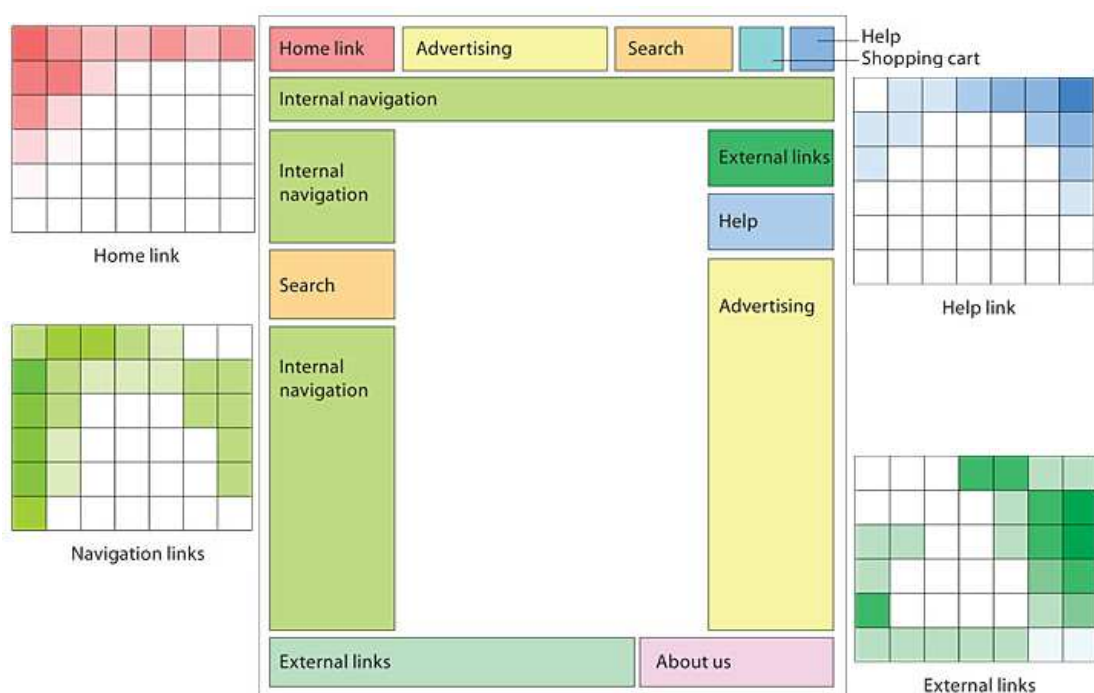 Home link
Advertising
Search
Help
Shopping cart
Internal navigation
Internal
navigation
External links
Help
Search
Advertising
Internal
navigation
External links
About us
Home link
Navigation links
Help link
External links